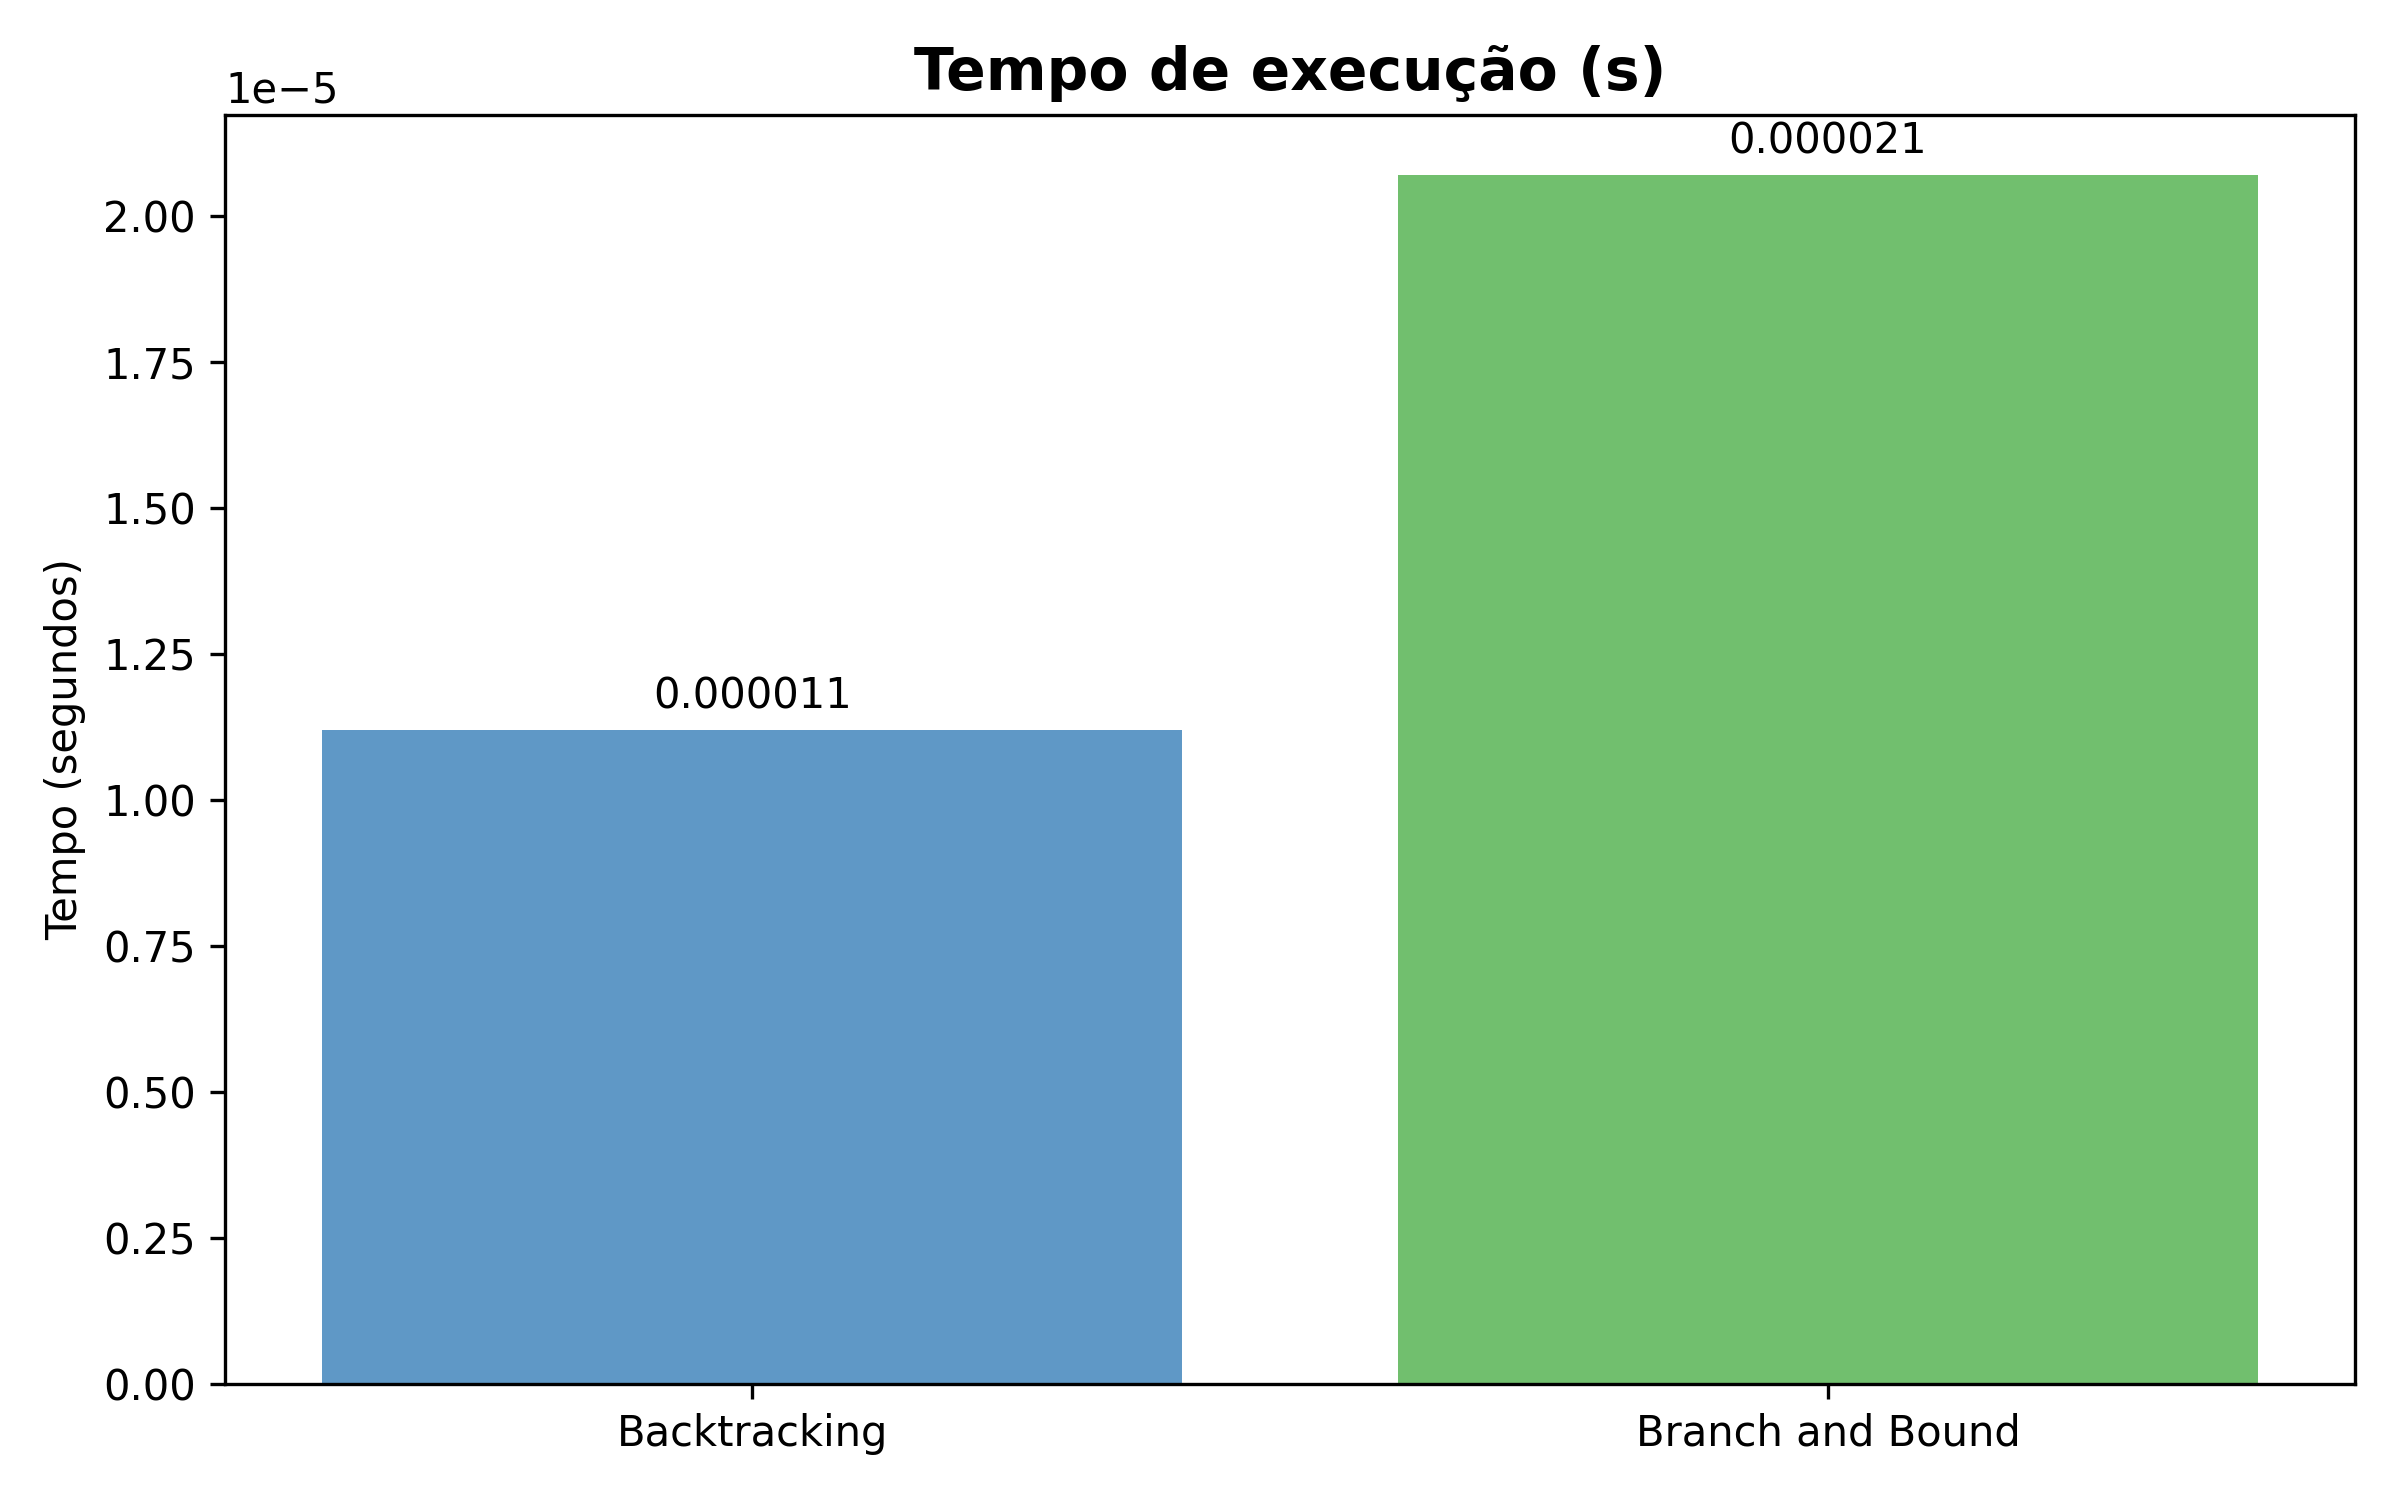 Tempo de execução (s)
1e−5
0.000021
2.00
1.75
1.50
1.25
0.000011
1.00
0.75
0.50
0.25
0.00
Tempo (segundos)
Backtracking
Branch and Bound